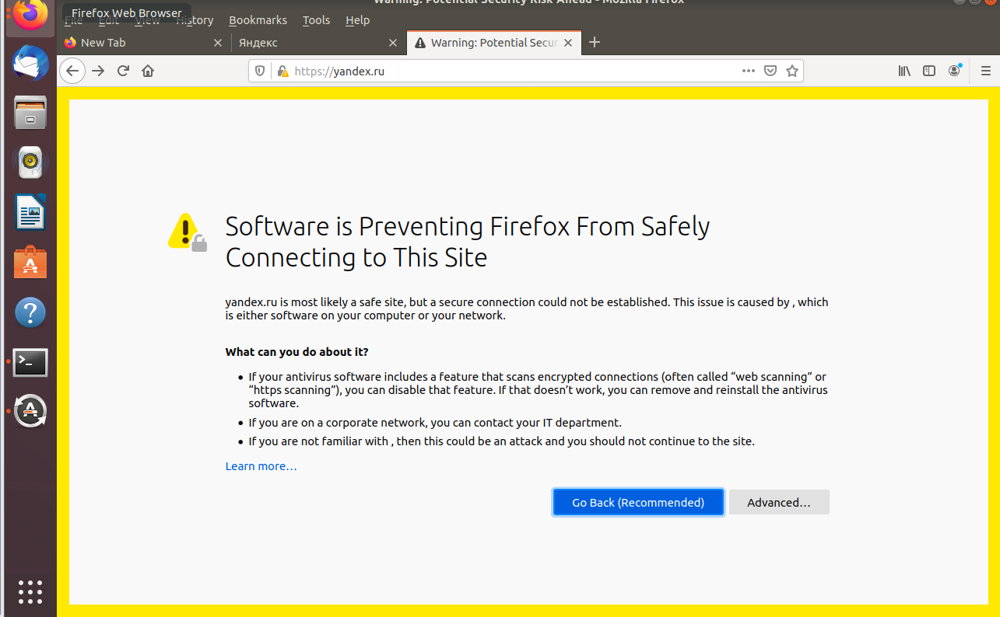 Warning: Potential Security Risk Ahead - Mozilla Firefox
Firefox Web Browser
File Edit View History Bookmarks Tools Help
New Tab
Яндекс
Warning: Potential Secur
https://yandex.ru
Software is Preventing Firefox From Safely
Connecting to This Site
yandex.ru is most likely a safe site, but a secure connection could not be established. This issue is caused by , which
is either software on your computer or your network.
What can you do about it?
If your antivirus software includes a feature that scans encrypted connections (often called “web scanning” or
“https scanning”), you can disable that feature. If that doesn’t work, you can remove and reinstall the antivirus
software.
If you are on a corporate network, you can contact your IT department.
If you are not familiar with , then this could be an attack and you should not continue to the site.
Learn more…
Go Back (Recommended)
Advanced…